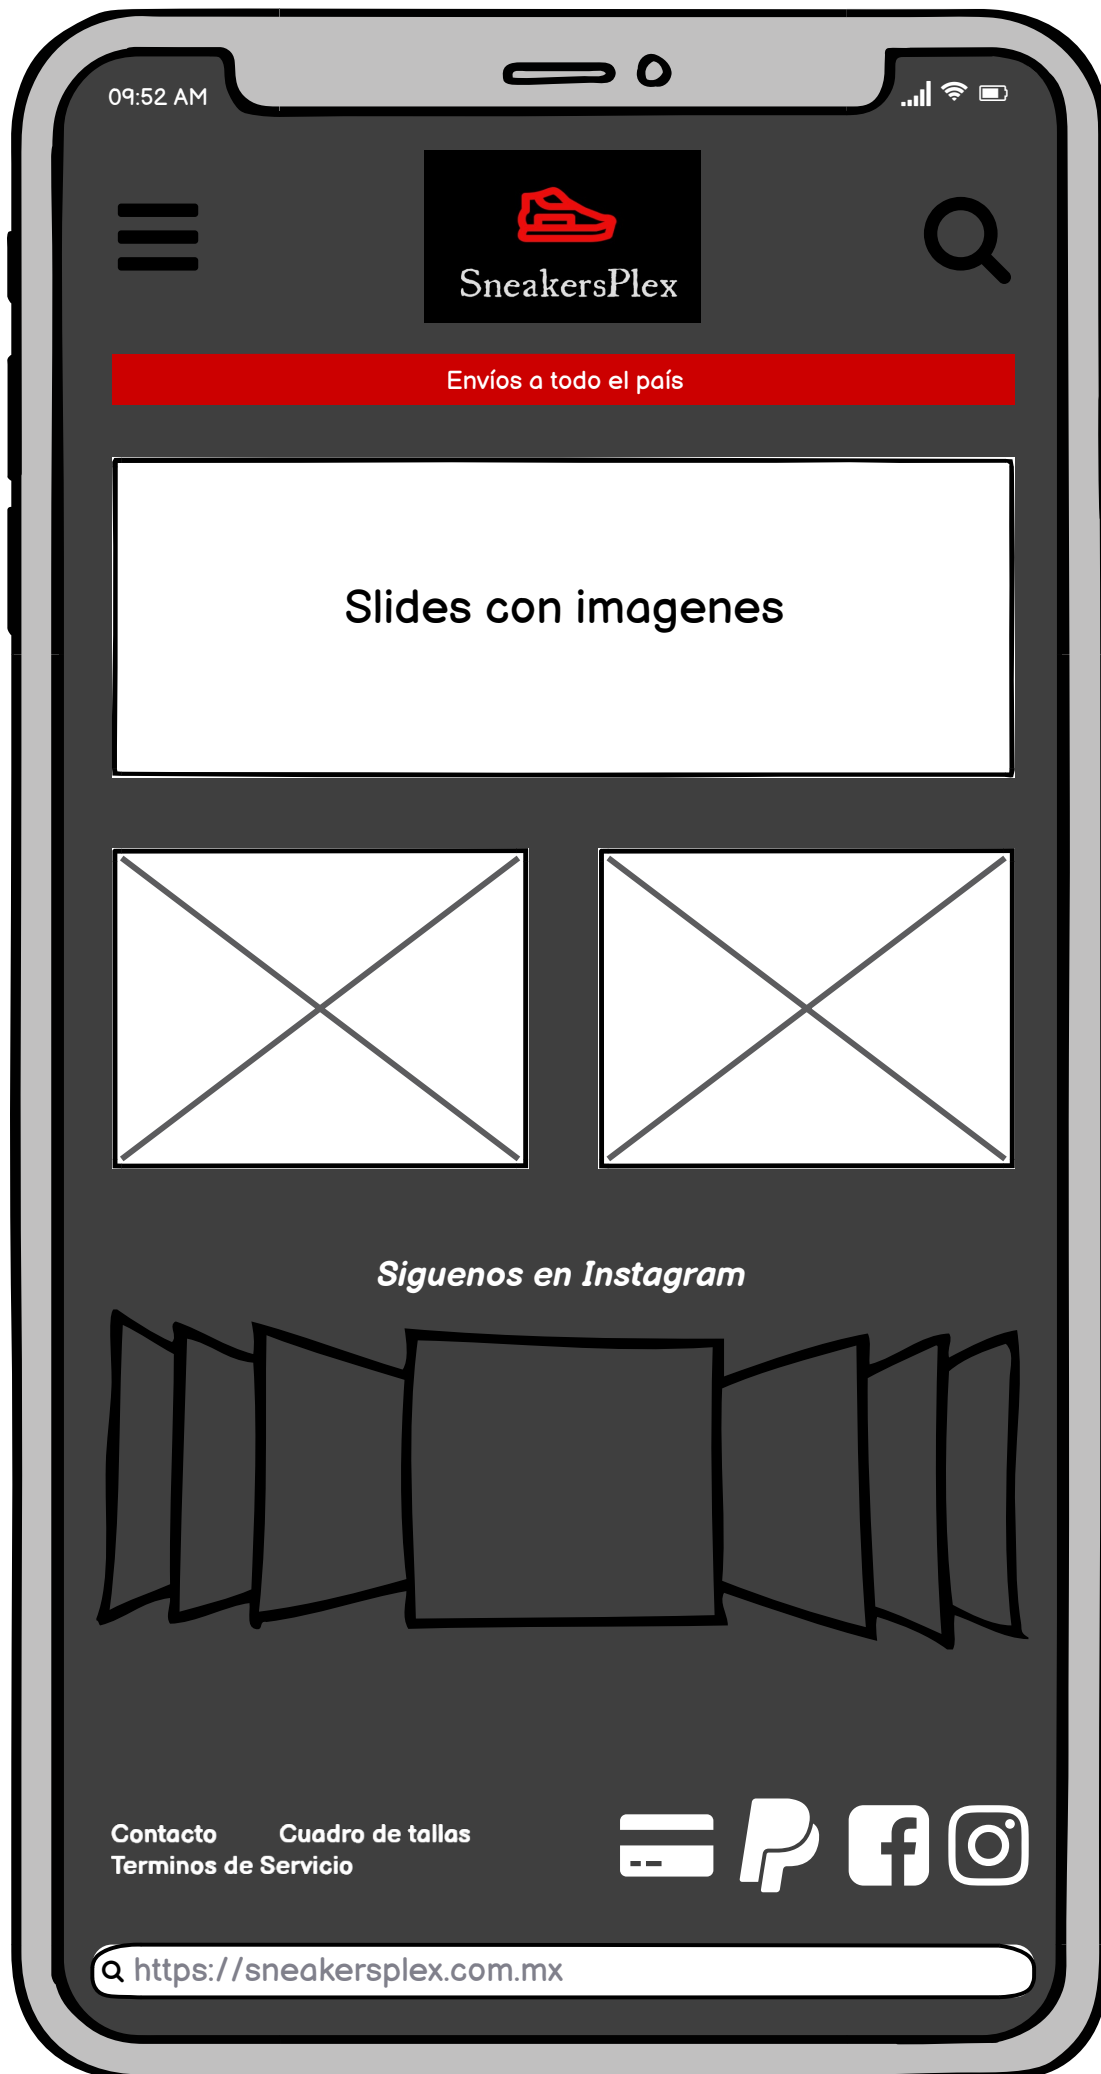 09:52 AM
SneakersPlex
Envíos a todo el país
Slides con imagenes
Siguenos en Instagram
Contacto Cuadro de tallas
Terminos de Servicio
https://sneakersplex.com.mx